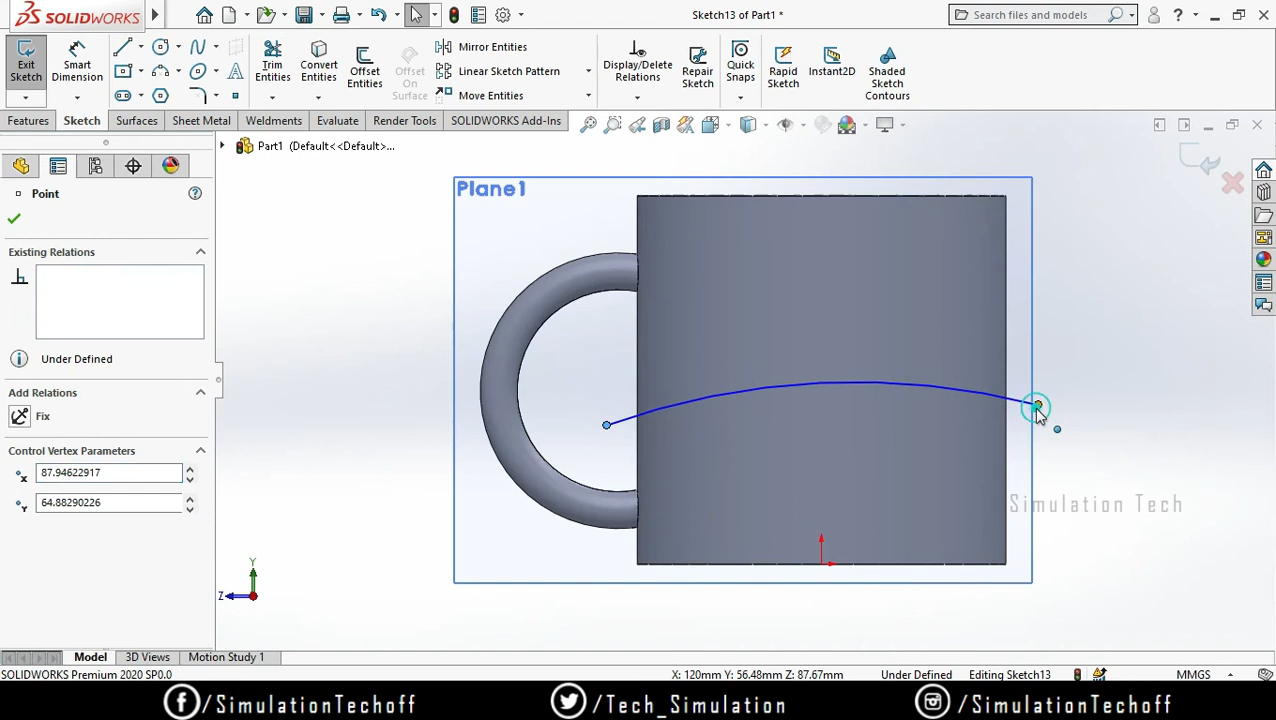 SOLIDWORKS
Sketch13 of Part1 *
Search files and models
Exit Sketch
Smart Dimension
Trim Entities
Convert Entities
Offset Entities
Offset On Surface
Mirror Entities
Linear Sketch Pattern
Move Entities
Display/Delete Relations
Repair Sketch
Quick Snaps
Rapid Sketch
Instant2D
Shaded Sketch Contours
Features
Sketch
Surfaces
Sheet Metal
Weldments
Evaluate
Render Tools
SOLIDWORKS Add-Ins
Part1 (Default<<Default>...
Point
Existing Relations
Under Defined
Add Relations
Fix
Control Vertex Parameters
X
87.94622917
Y
64.88290226
Plane1
Simulation Tech
Y
Z
Model
3D Views
Motion Study 1
SOLIDWORKS Premium 2020 SP0.0
X: 120mm Y: 56.48mm Z: 87.67mm
Under Defined
Editing Sketch13
MMGS
/SimulationTechoff
/Tech_Simulation
/SimulationTechoff